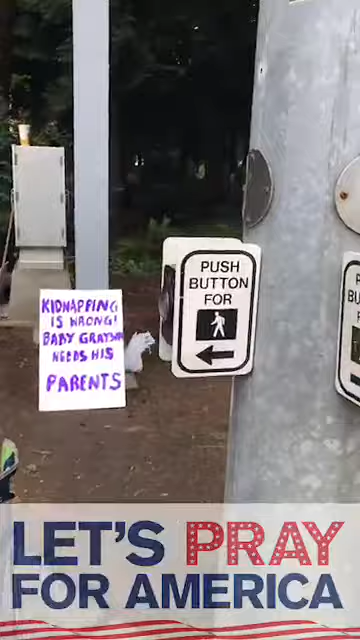 KIDNAPPING
IS WRONG!
BABY GRAYSON
NEEDS HIS
PARENTS
PUSH
BUTTON
FOR
LET'S PRAY
FOR AMERICA